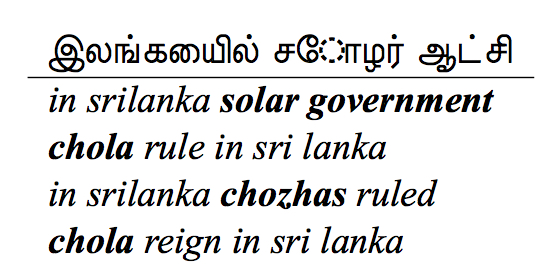 இலங்கையில் சோழர் ஆட்சி
in srilanka solar government
chola rule in sri lanka
in srilanka chozhas ruled
chola reign in sri lanka